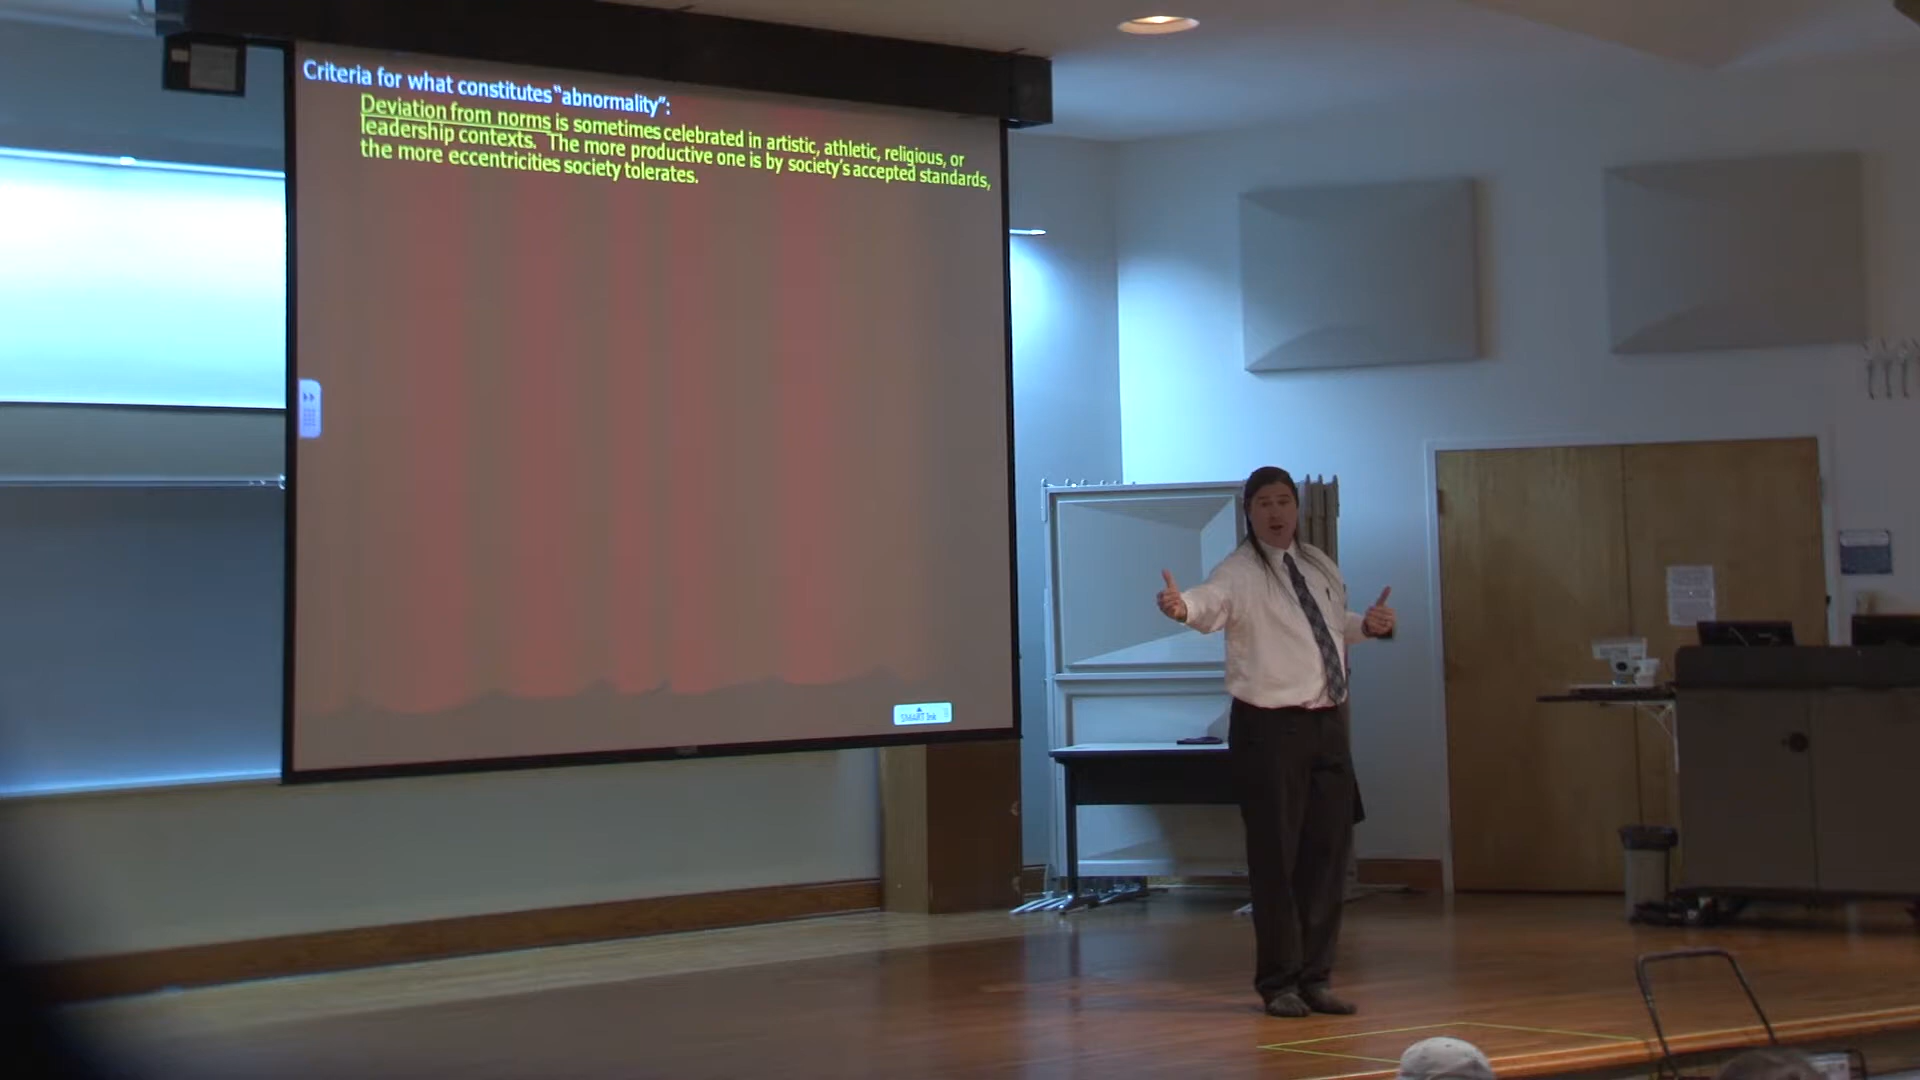 Criteria for what constitutes "abnormality":
Deviation from norms is sometimes celebrated in artistic, athletic, religious, or
leadership contexts. The more productive one is by society's accepted standards,
the more eccentricities society tolerates.
SMART Ink